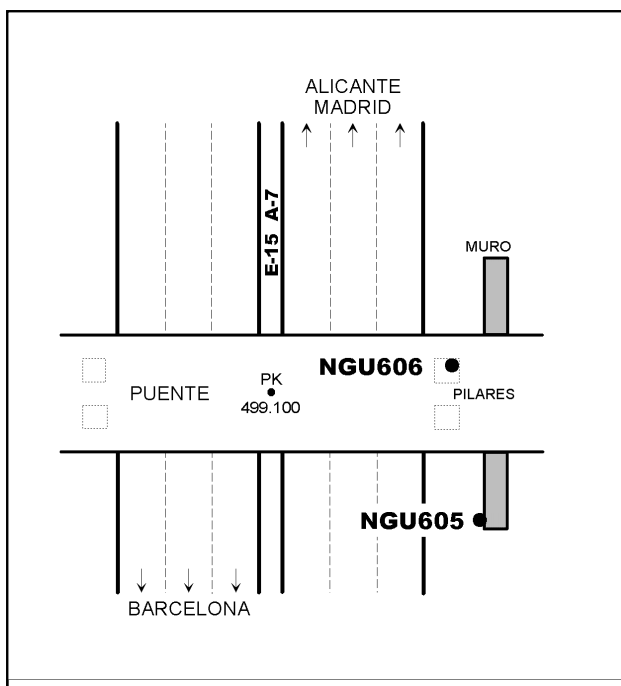 ALICANTE
MADRID
E-15 A-7
MURO
NGU606
PK
PUENTE
499.100
PILARES
NGU605
BARCELONA